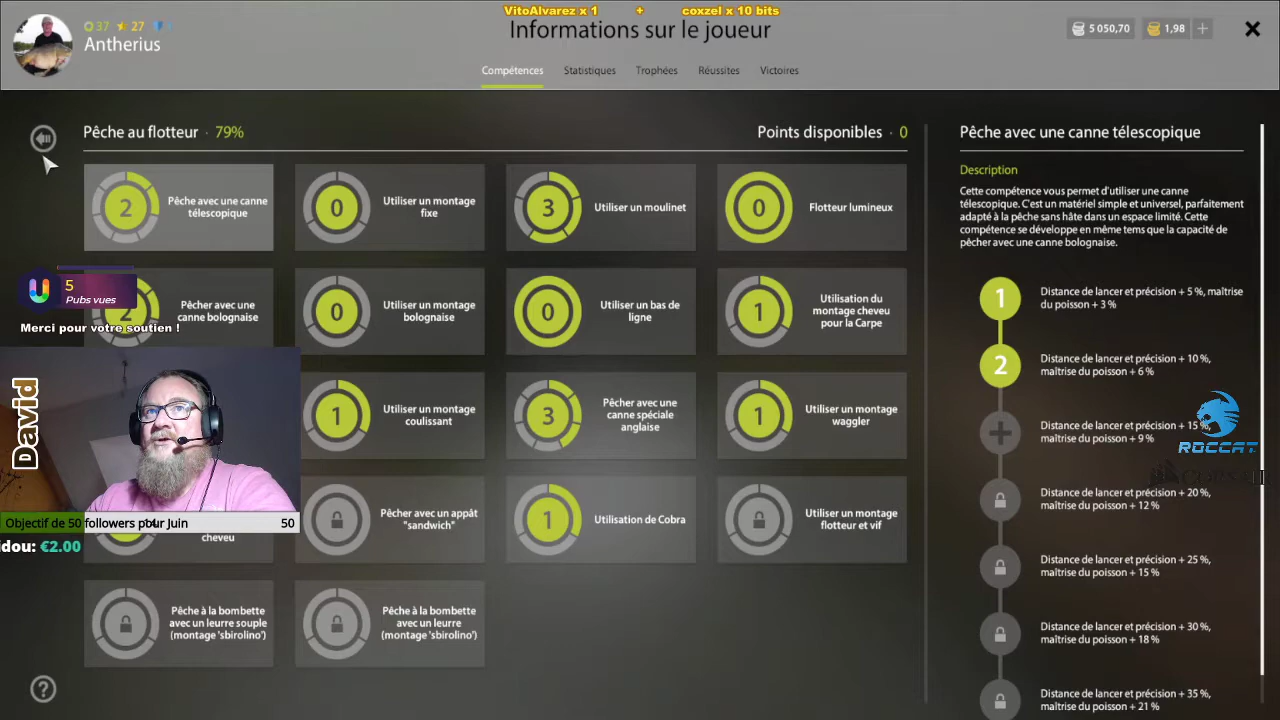 VitoAlvarez x 1 + coxzel x 10 bits
37 27
Antherius
Informations sur le joueur
5 050,70 1,98
Compétences Statistiques Trophées Réussites Victoires
Pêche au flotteur · 79%
Points disponibles · 0
2 Pêche avec une canne
télescopique
0 Utiliser un montage
fixe
3 Utiliser un moulinet
0 Flotteur lumineux
2 Pêcher avec une
canne bolognaise
0 Utiliser un montage
bolognaise
0 Utiliser un bas de
ligne
1 Utilisation du
montage cheveu
pour la Carpe
1 Utiliser un montage
coulissant
3 Pêcher avec une
canne spéciale
anglaise
1 Utiliser un montage
waggler
cheveu
Pêcher avec un appât
"sandwich"
1 Utilisation de Cobra
Utiliser un montage
flotteur et vif
Pêche à la bombette
avec un leurre souple
(montage 'sbirolino')
Pêche à la bombette
avec un leurre
(montage 'sbirolino')
5
Pubs vues
Merci pour votre soutien !
David
Objectif de 50 followers pour Juin 50
idou: €2.00
?
Pêche avec une canne télescopique
Description
Cette compétence vous permet d'utiliser une canne
télescopique. C'est un matériel simple et universel, parfaitement
adapté à la pêche sans hâte dans un espace limité. Cette
compétence se développe en même tems que la capacité de
pêcher avec une canne bolognaise.
1 Distance de lancer et précision + 5 %, maîtrise
du poisson + 3 %
2 Distance de lancer et précision + 10 %,
maîtrise du poisson + 6 %
Distance de lancer et précision + 15 %,
maîtrise du poisson + 9 %
Distance de lancer et précision + 20 %,
maîtrise du poisson + 12 %
Distance de lancer et précision + 25 %,
maîtrise du poisson + 15 %
Distance de lancer et précision + 30 %,
maîtrise du poisson + 18 %
Distance de lancer et précision + 35 %,
maîtrise du poisson + 21 %
ROCCAT